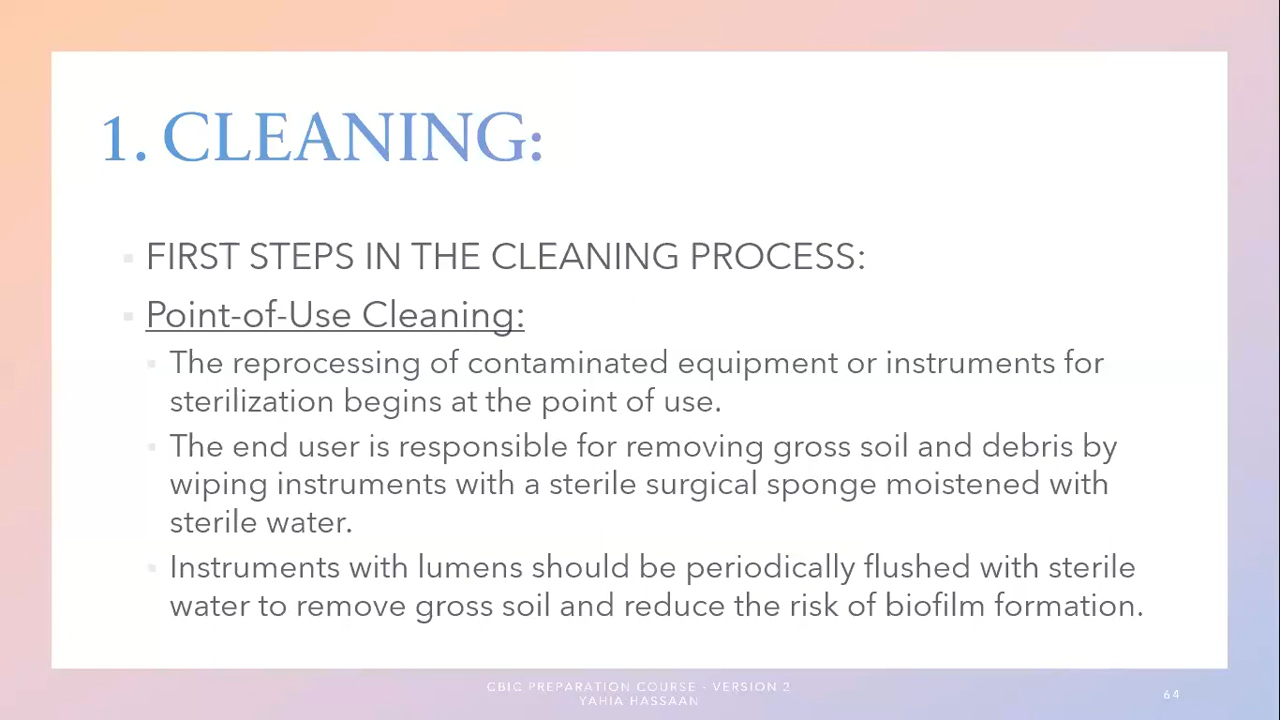 1. CLEANING:
FIRST STEPS IN THE CLEANING PROCESS:
Point-of-Use Cleaning:
The reprocessing of contaminated equipment or instruments for
sterilization begins at the point of use.
The end user is responsible for removing gross soil and debris by
wiping instruments with a sterile surgical sponge moistened with
sterile water.
Instruments with lumens should be periodically flushed with sterile
water to remove gross soil and reduce the risk of biofilm formation.
CBIC PREPARATION COURSE - VERSION 2
YAHIA HASSAAN
64